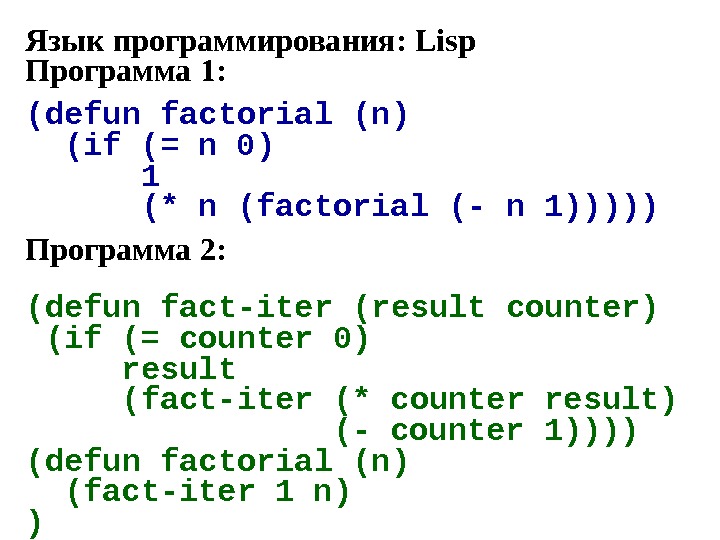 Язык программирования: Lisp
Программа 1:
(defun factorial (n)
  (if (= n 0)
      1
      (* n (factorial (- n 1)))))
Программа 2:
(defun fact-iter (result counter)
 (if (= counter 0)
     result
     (fact-iter (* counter result)
                (- counter 1))))
(defun factorial (n)
  (fact-iter 1 n)
)